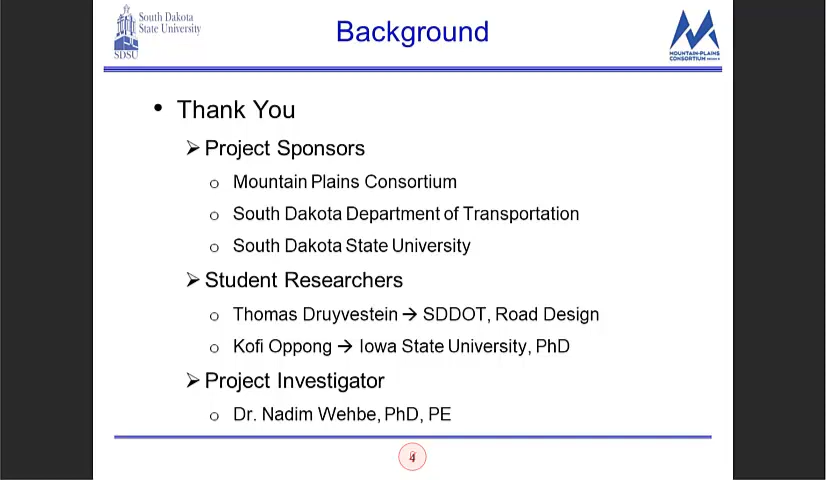 South Dakota
State University
SDSU
Background
MOUNTAIN-PLAINS
CONSORTIUM
• Thank You
➢ Project Sponsors
o Mountain Plains Consortium
o South Dakota Department of Transportation
o South Dakota State University
➢ Student Researchers
o Thomas Druyvestein → SDDOT, Road Design
o Kofi Oppong → Iowa State University, PhD
➢ Project Investigator
o Dr. Nadim Wehbe, PhD, PE